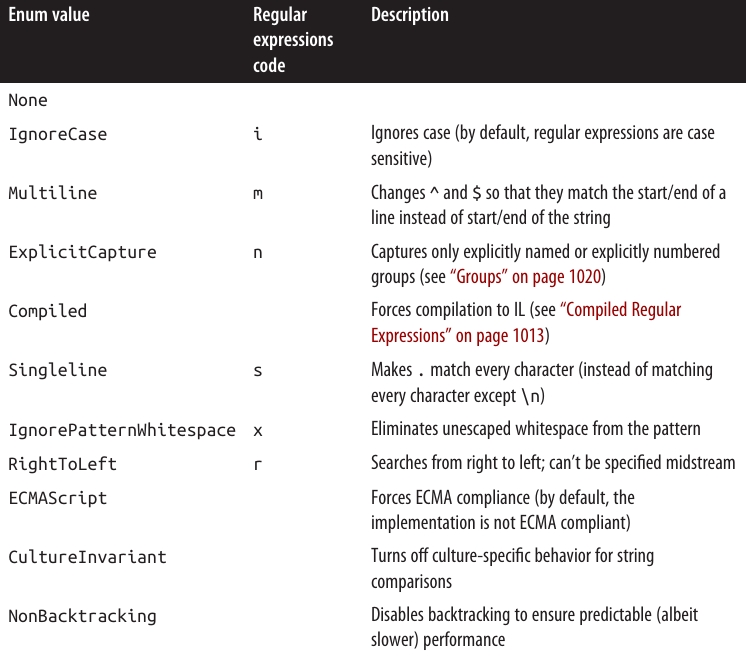 Enum value Regular expressions code Description
None
IgnoreCase i Ignores case (by default, regular expressions are case
sensitive)
Multiline m Changes ^ and $ so that they match the start/end of a
line instead of start/end of the string
ExplicitCapture n Captures only explicitly named or explicitly numbered
groups (see “Groups” on page 1020)
Compiled Forces compilation to IL (see “Compiled Regular
Expressions” on page 1013)
Singleline s Makes . match every character (instead of matching
every character except \n)
IgnorePatternWhitespace x Eliminates unescaped whitespace from the pattern
RightToLeft r Searches from right to left; can’t be specified midstream
ECMAScript Forces ECMA compliance (by default, the
implementation is not ECMA compliant)
CultureInvariant Turns off culture-specific behavior for string
comparisons
NonBacktracking Disables backtracking to ensure predictable (albeit
slower) performance